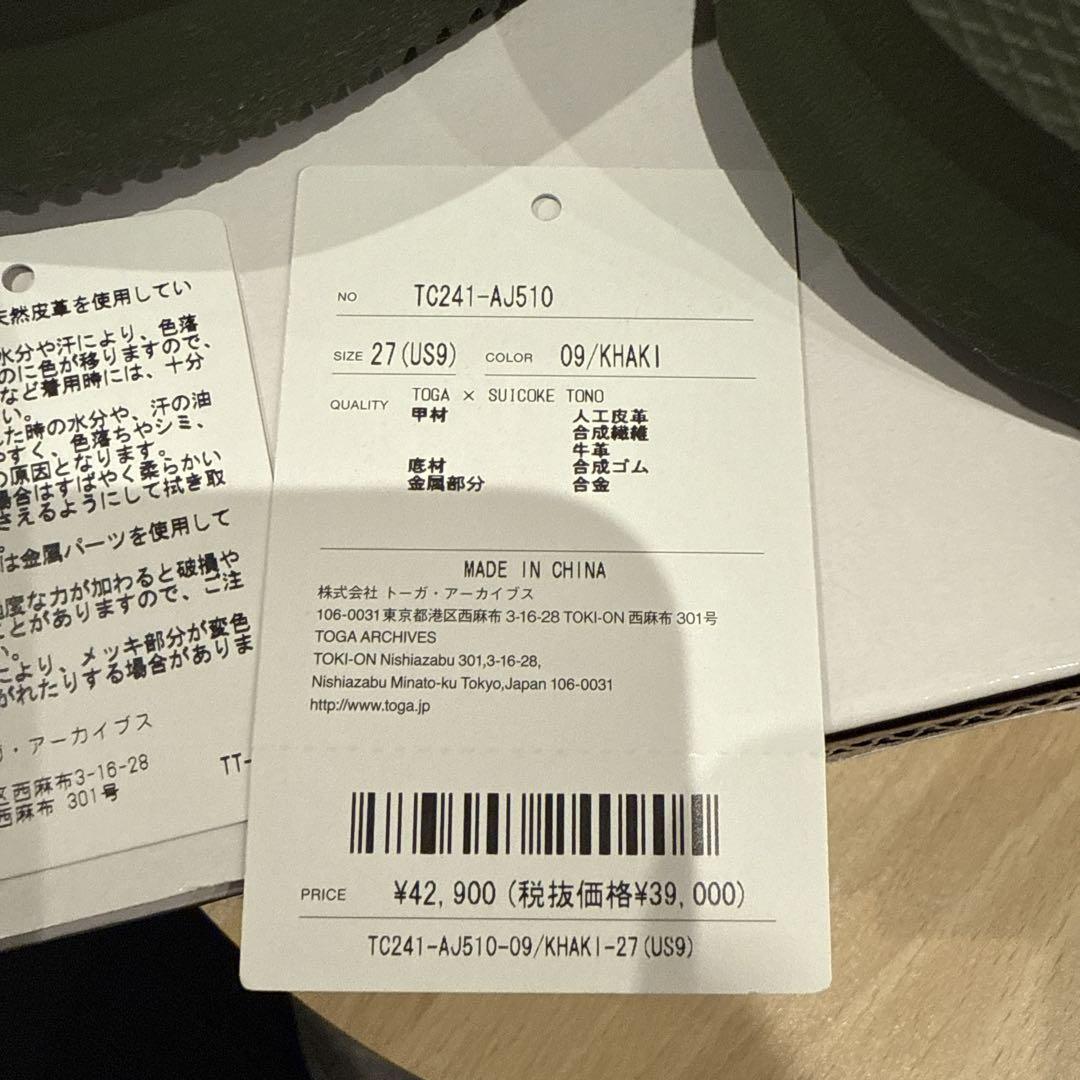 天然皮革を使用してい
水分や汗により、色落
のに色が移りますので、
など着用時には、十分
い。
た時の水分や、汗の油
やすく、色落ちやシミ、
の原因となります。
場合はすばやく柔らかい
さえるようにして拭き取
は金属パーツを使用して
過度な力が加わると破損や
ことがありますので、ご注
い。
により、メッキ部分が変色
がれたりする場合がありま
ガ・アーカイブス
区西麻布3-16-28
西麻布 301号
TT-
NO TC241-AJ510
SIZE 27(US9) COLOR 09/KHAKI
QUALITY TOGA × SUICOKE TONO
甲材 人工皮革
合成繊維
牛革
底材 合成ゴム
金属部分 合金
MADE IN CHINA
株式会社 トーガ・アーカイブス
106-0031東京都港区西麻布 3-16-28 TOKI-ON 西麻布 301号
TOGA ARCHIVES
TOKI-ON Nishiazabu 301,3-16-28,
Nishiazabu Minato-ku Tokyo,Japan 106-0031
http://www.toga.jp
PRICE ¥42,900(税抜価格¥39,000)
TC241-AJ510-09/KHAKI-27(US9)